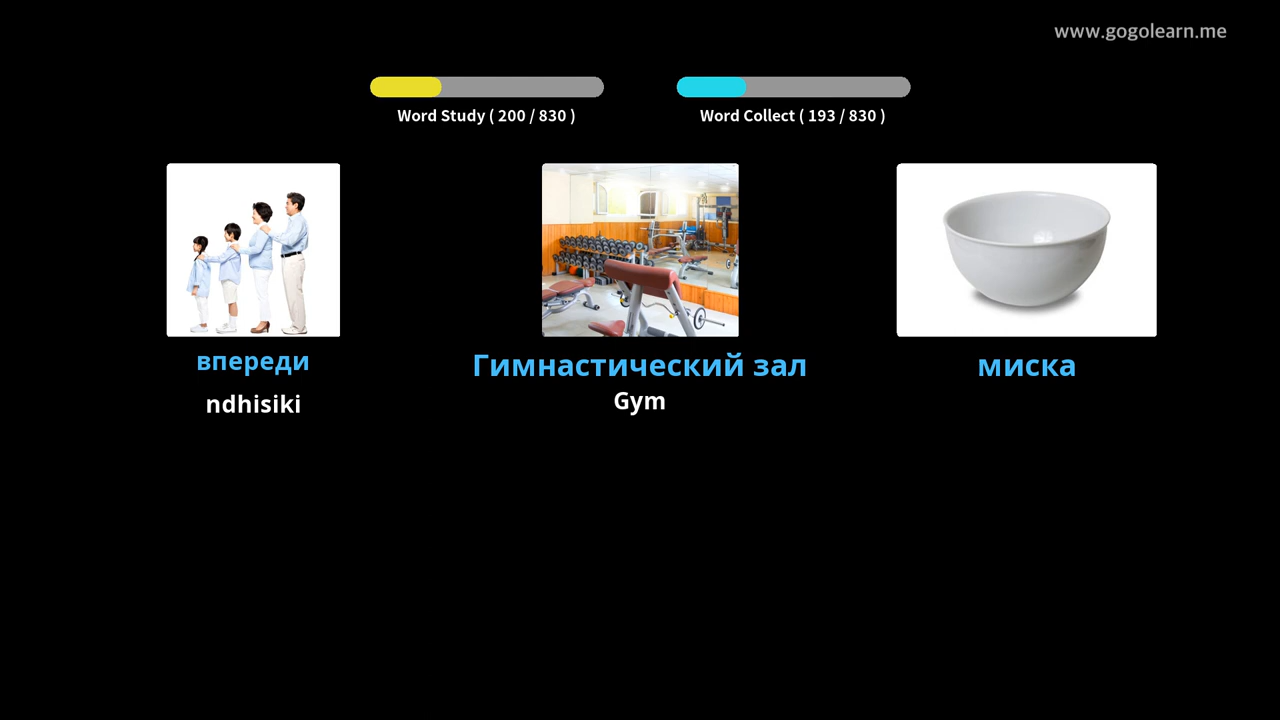 www.gogolearn.me
Word Study ( 200 / 830 )
Word Collect ( 193 / 830 )
впереди
ndhisiki
Гимнастический зал
Gym
миска